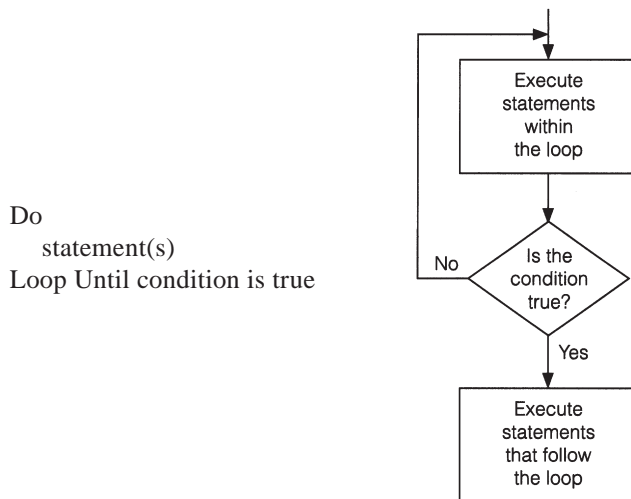 Do
statement(s)
Loop Until condition is true
Execute
statements
within
the loop
Is the
condition
true?
No
Yes
Execute
statements
that follow
the loop